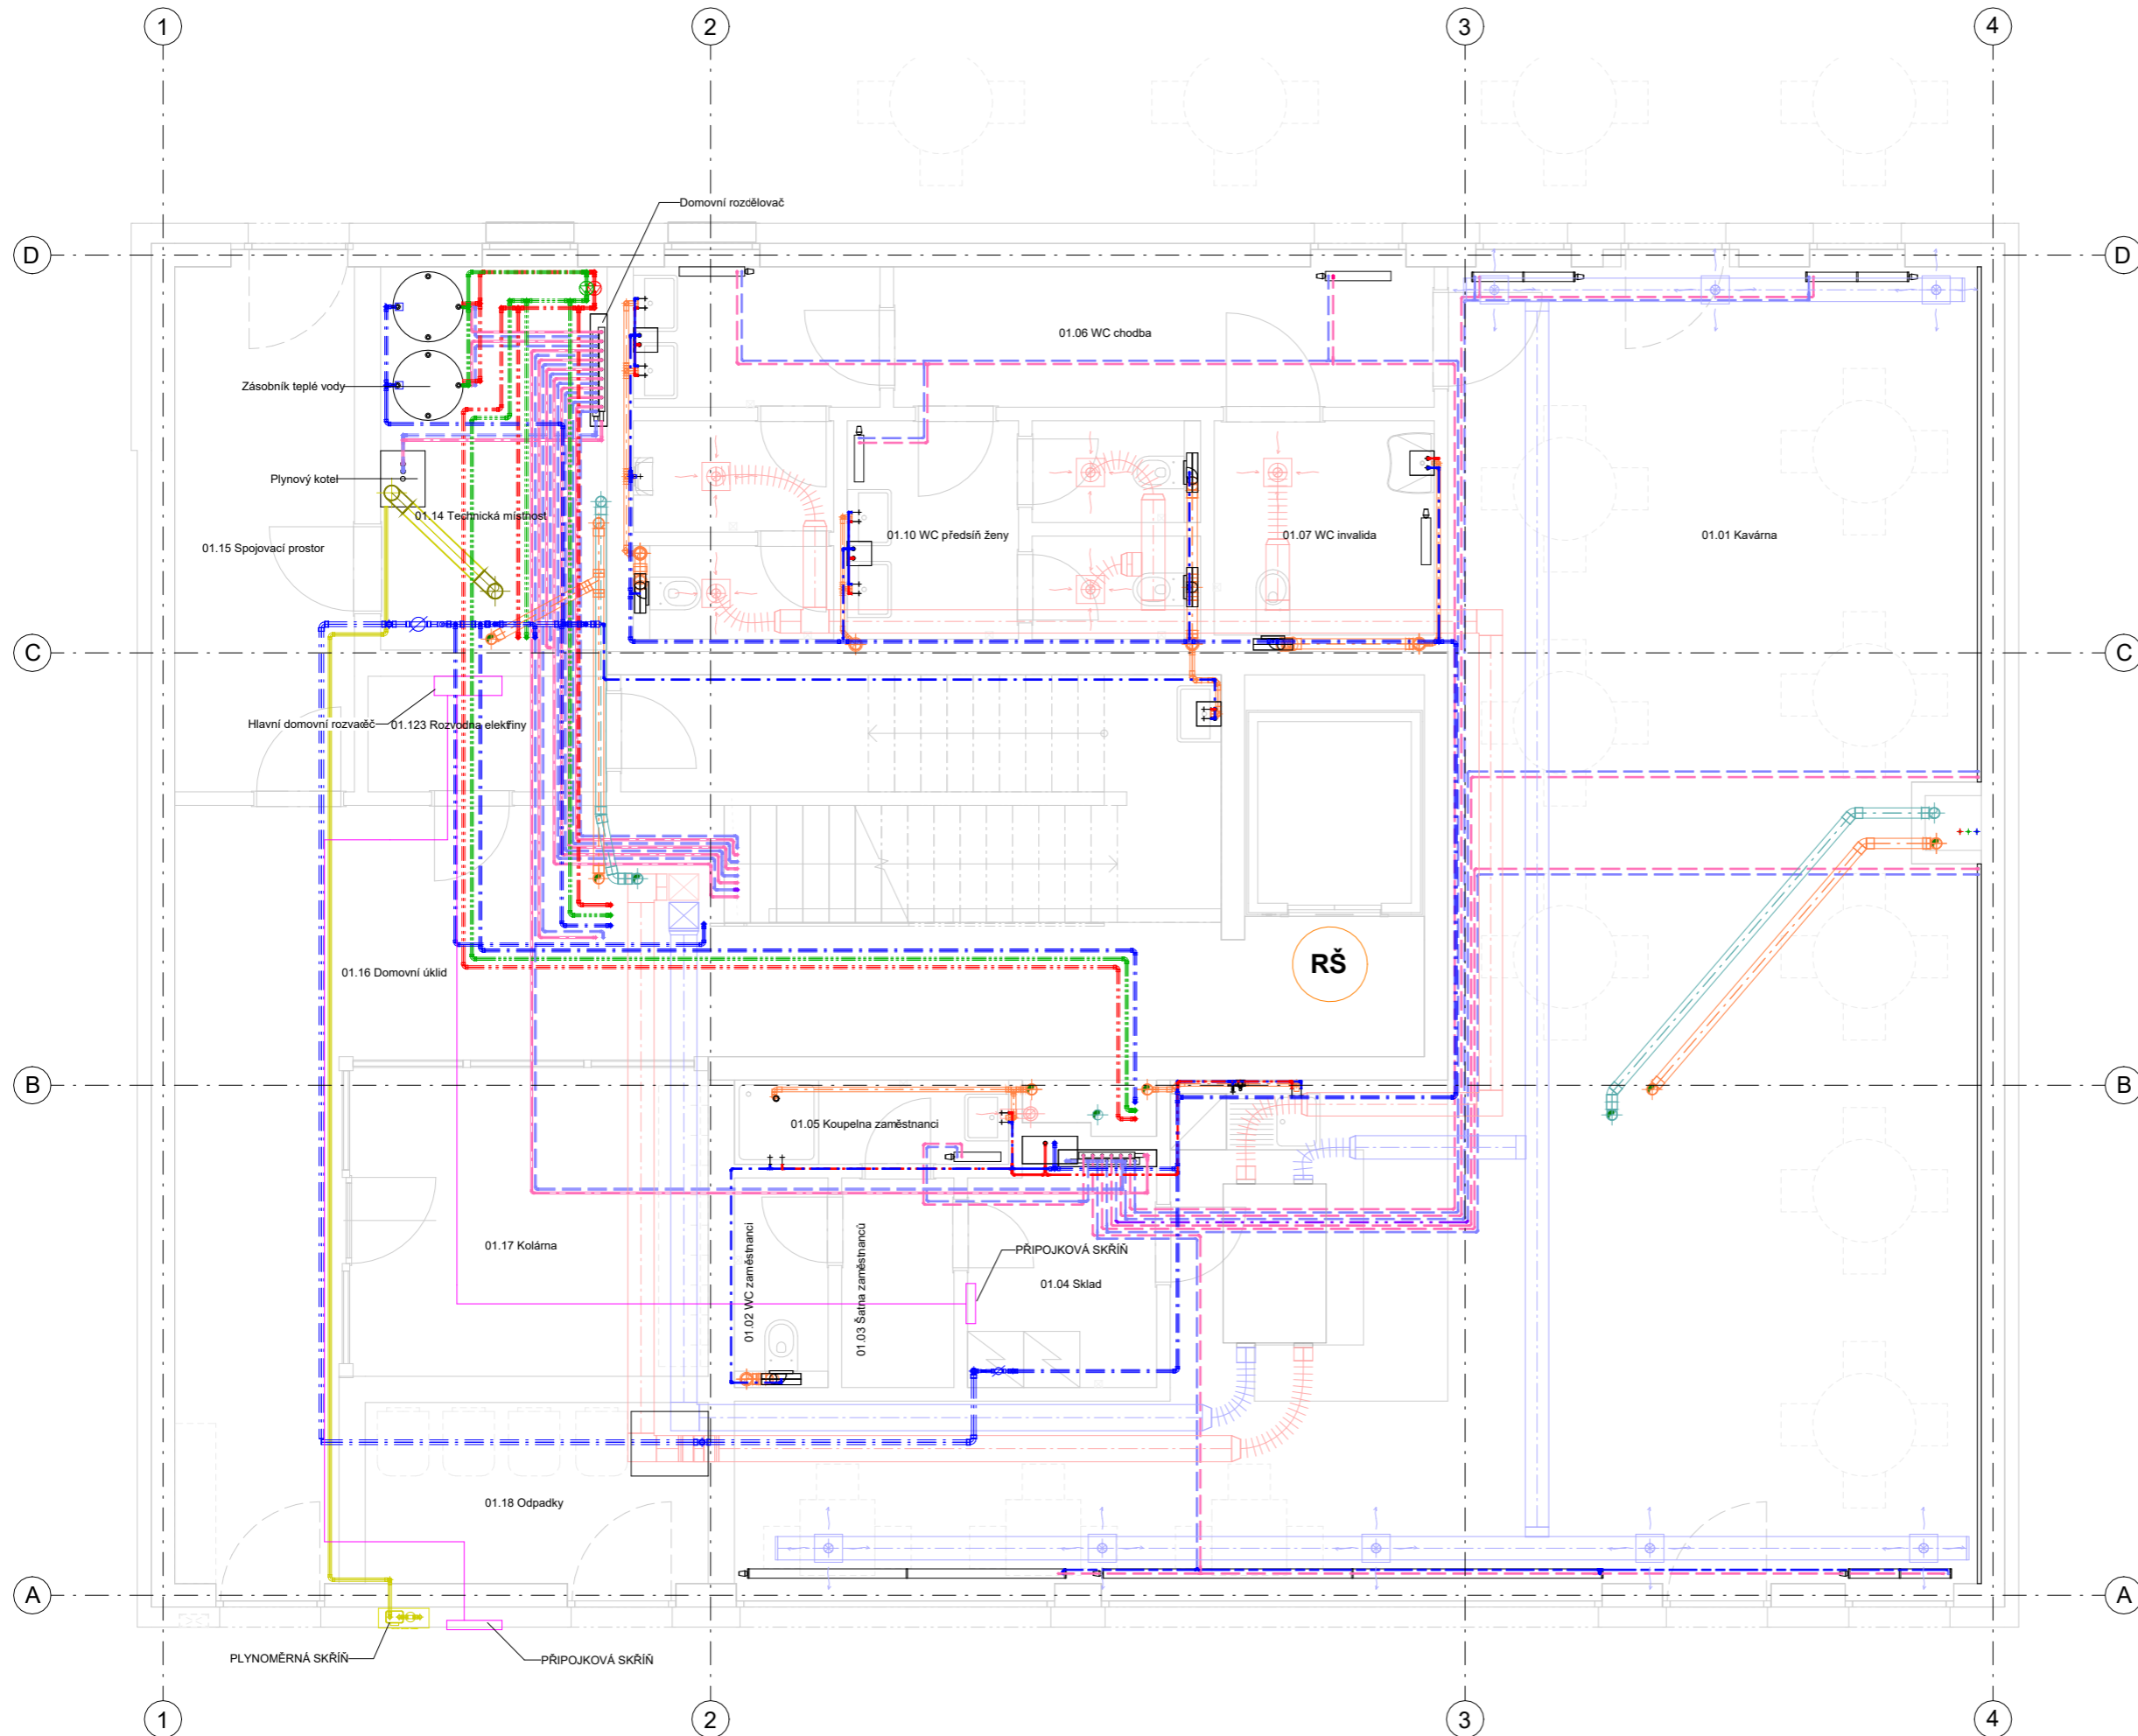 1 2 3 4
Domovní rozdělovač
D D
01.06 WC chodba
Zásobník teplé vody
Plynový kotel
01.14 Technická místnost
01.15 Spojovací prostor
01.10 WC předsíň ženy
01.07 WC invalida
01.01 Kavárna
C C
Hlavní domovní rozvaděč
01.123 Rozvodna elektřiny
01.16 Domovní úklid
RŠ
B B
01.05 Koupelna zaměstnanci
01.17 Kolárna
01.02 WC zaměstnanci
01.03 Šatna zaměstnanců
PŘIPOJKOVÁ SKŘÍŇ
01.04 Sklad
01.18 Odpadky
A A
PLYNOMĚRNÁ SKŘÍŇ
PŘIPOJKOVÁ SKŘÍŇ
1 2 3 4